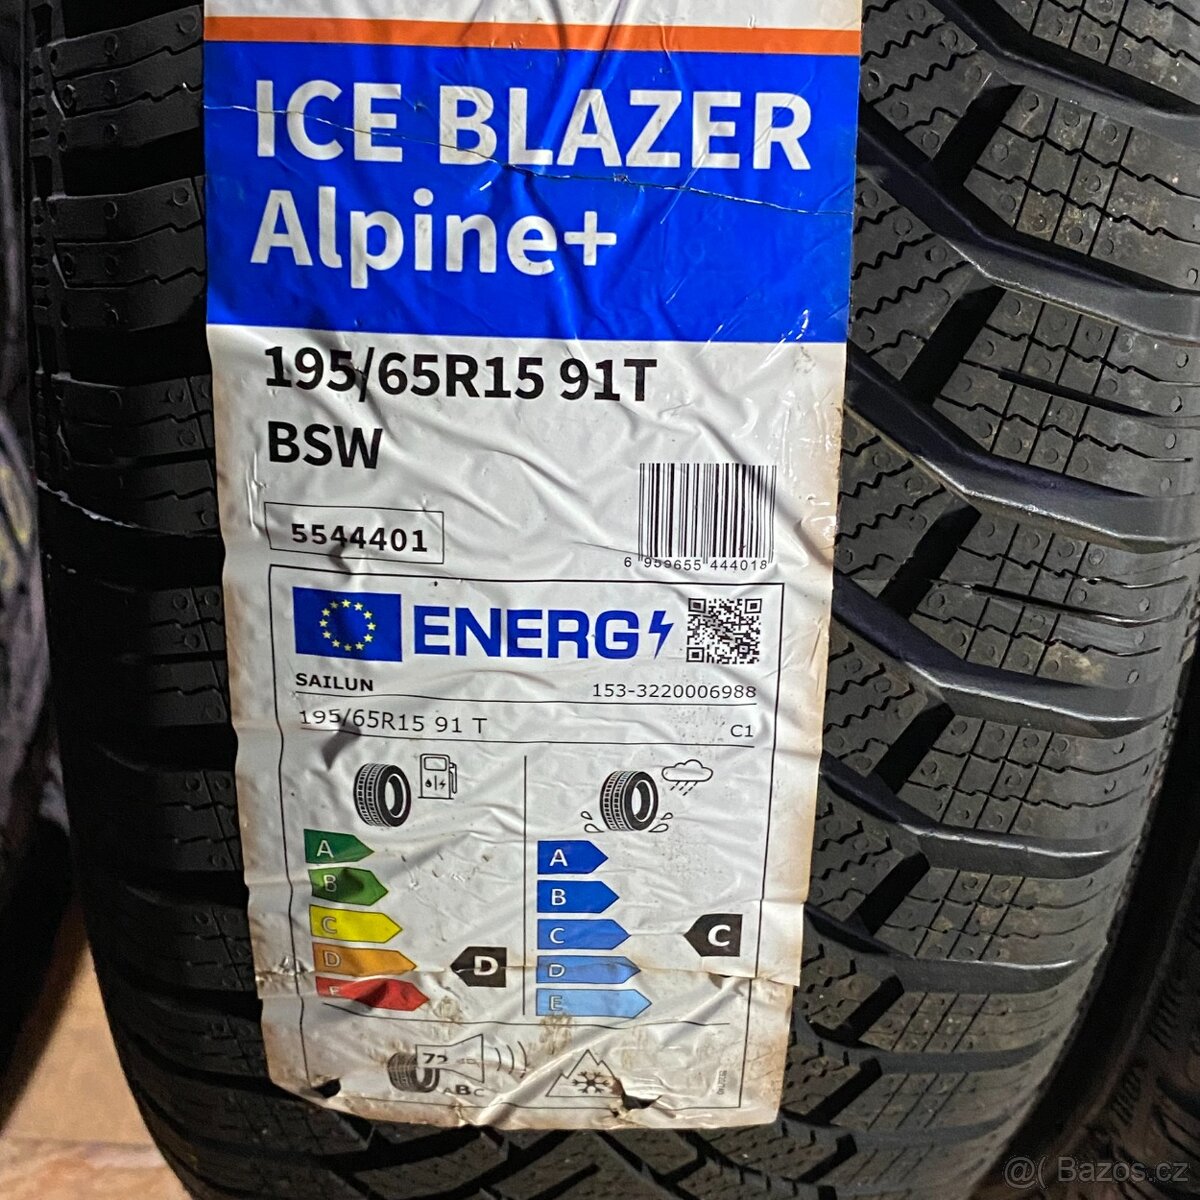 ICE BLAZER
Alpine+
195/65R15 91T
BSW
5544401
6 959655 444018
ENERG
SAILUN 153-3220006988
195/65R15 91 T C1
A
B
C
D
E
D
A
B
C
D
E
C
72
ABC
@( Bazos.cz